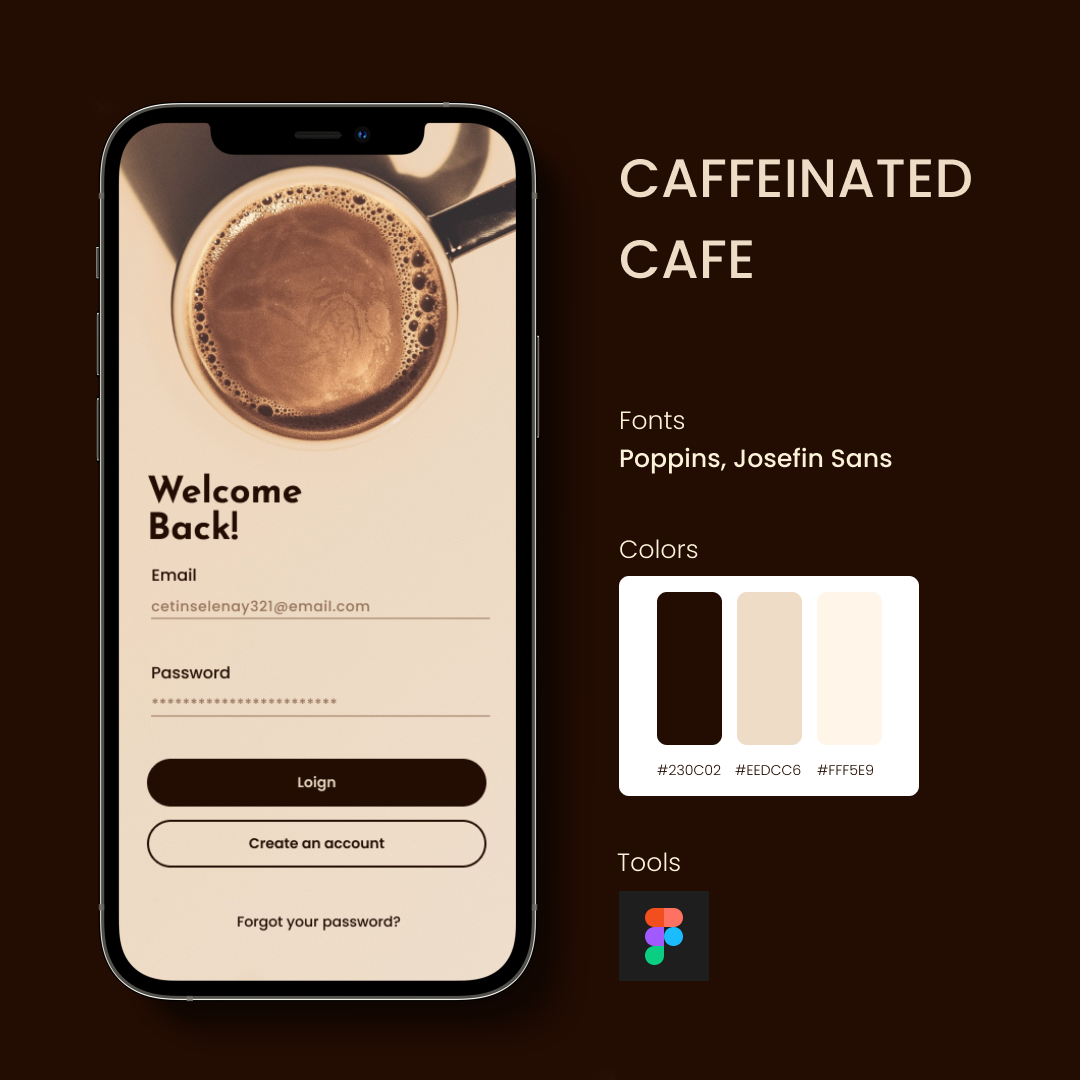 CAFFEINATED
CAFE
Welcome
Back!
Email
cetinselenay321@email.com
Password
************************
Loign
Create an account
Forgot your password?
Fonts
Poppins, Josefin Sans
Colors
#230C02 #EEDCC6 #FFF5E9
Tools